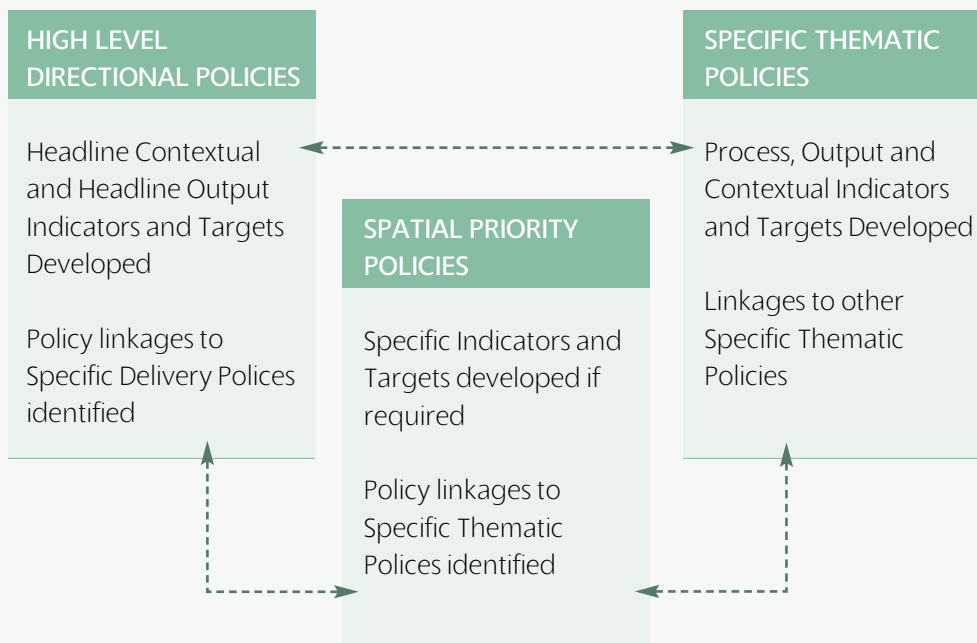 HIGH LEVEL
DIRECTIONAL POLICIES
Headline Contextual
and Headline Output
Indicators and Targets
Developed
Policy linkages to
Specific Delivery Polices
identified
SPATIAL PRIORITY
POLICIES
Specific Indicators and
Targets developed if
required
Policy linkages to
Specific Thematic
Polices identified
SPECIFIC THEMATIC
POLICIES
Process, Output and
Contextual Indicators
and Targets Developed
Linkages to other
Specific Thematic
Policies